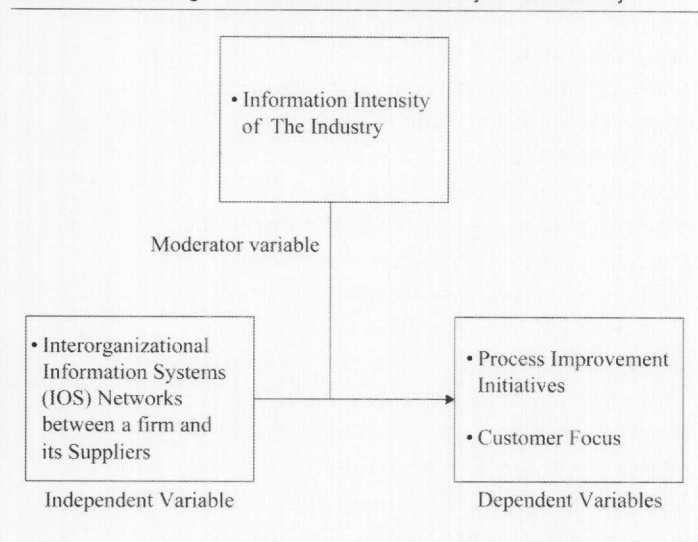 • Information Intensity
of The Industry
Moderator variable
• Interorganizational
Information Systems
(IOS) Networks
between a firm and
its Suppliers
Independent Variable
• Process Improvement
Initiatives
• Customer Focus
Dependent Variables